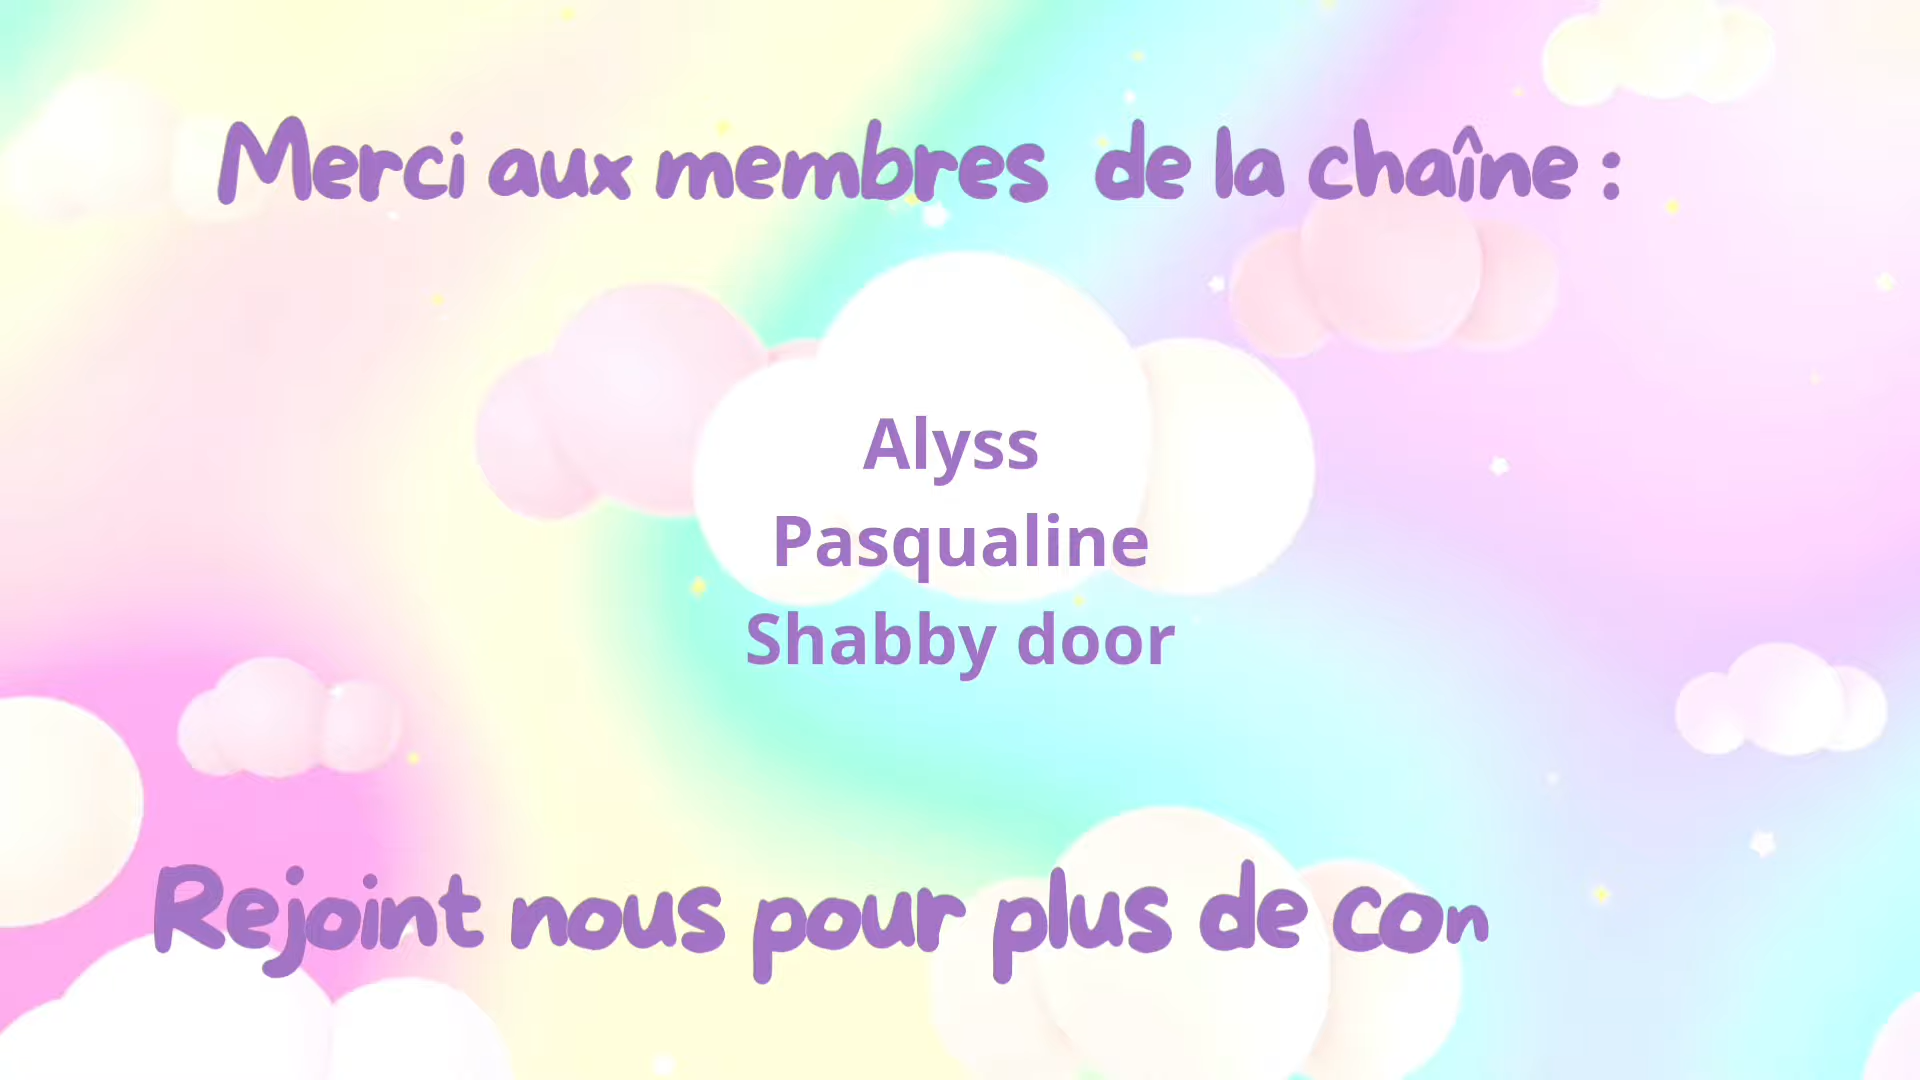 Merci aux membres de la chaîne :
Alyss
Pasqualine
Shabby door
Rejoint nous pour plus de con